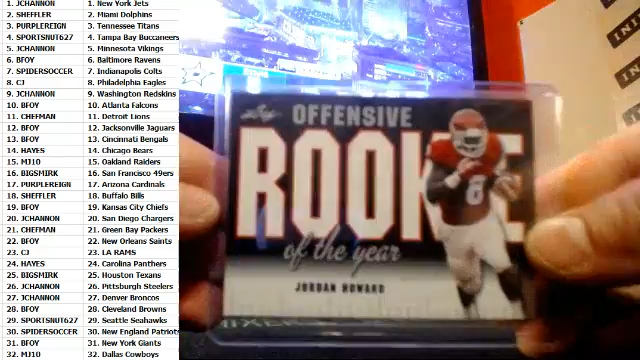 1. JCHANNON 1. New York Jets
2. SHEFFLER 2. Miami Dolphins
3. PURPLEREIGN 3. Tennessee Titans
4. SPORTSNUT627 4. Tampa Bay Buccaneers
5. JCHANNON 5. Minnesota Vikings
6. BFOY 6. Baltimore Ravens
7. SPIDERSOCCER 7. Indianapolis Colts
8. CJ 8. Philadelphia Eagles
9. JCHANNON 9. Washington Redskins
10. BFOY 10. Atlanta Falcons
11. CHEFMAN 11. Detroit Lions
12. BFOY 12. Jacksonville Jaguars
13. BFOY 13. Cincinnati Bengals
14. HAYES 14. Chicago Bears
15. MJ10 15. Oakland Raiders
16. BIGSMIRK 16. San Francisco 49ers
17. PURPLEREIGN 17. Arizona Cardinals
18. SHEFFLER 18. Buffalo Bills
19. BFOY 19. Kansas City Chiefs
20. JCHANNON 20. San Diego Chargers
21. CHEFMAN 21. Green Bay Packers
22. BFOY 22. New Orleans Saints
23. CJ 23. LA RAMS
24. HAYES 24. Carolina Panthers
25. BIGSMIRK 25. Houston Texans
26. JCHANNON 26. Pittsburgh Steelers
27. JCHANNON 27. Denver Broncos
28. BFOY 28. Cleveland Browns
29. SPORTSNUT627 29. Seattle Seahawks
30. SPIDERSOCCER 30. New England Patriots
31. BFOY 31. New York Giants
32. MJ10 32. Dallas Cowboys
Leaf OFFENSIVE
ROOKIE
of the year
JORDAN HOWARD
8